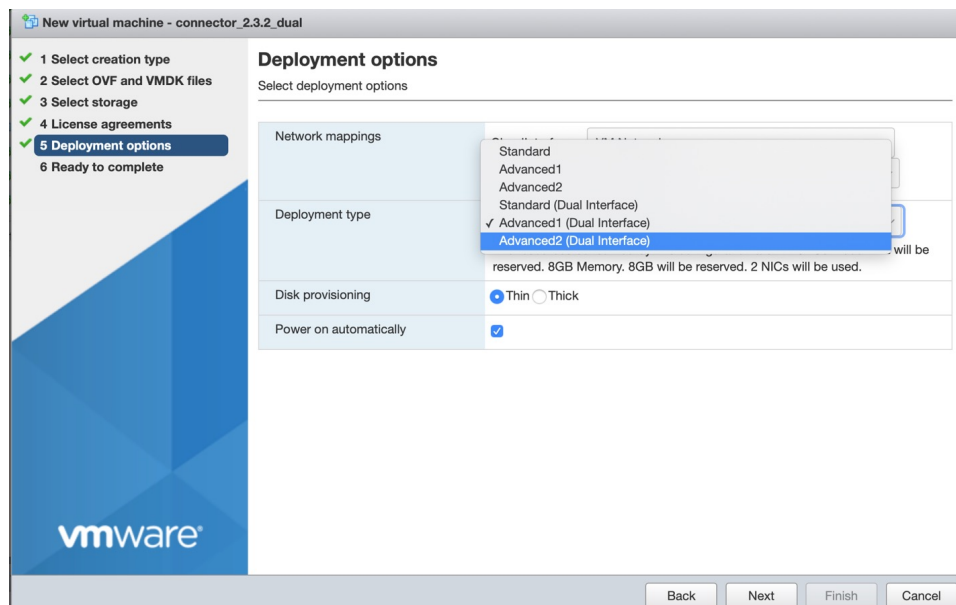 New virtual machine - connector_2.3.2_dual
1 Select creation type
2 Select OVF and VMDK files
3 Select storage
4 License agreements
5 Deployment options
6 Ready to complete
Deployment options
Select deployment options
Network mappings
Standard
Advanced1
Advanced2
Standard (Dual Interface)
Deployment type
✓ Advanced1 (Dual Interface)
Advanced2 (Dual Interface)
will be
reserved. 8GB Memory. 8GB will be reserved. 2 NICs will be used.
Disk provisioning
Thin Thick
Power on automatically
vmware®
Back Next Finish Cancel